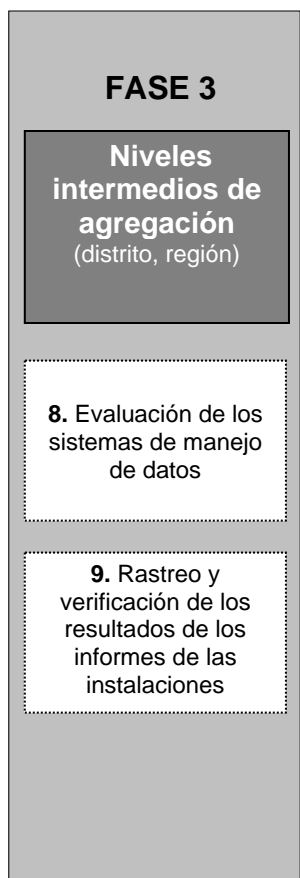 FASE 3
Niveles
intermedios de
agregación
(distrito, región)
8. Evaluación de los
sistemas de manejo
de datos
9. Rastreo y
verificación de los
resultados de los
informes de las
instalaciones